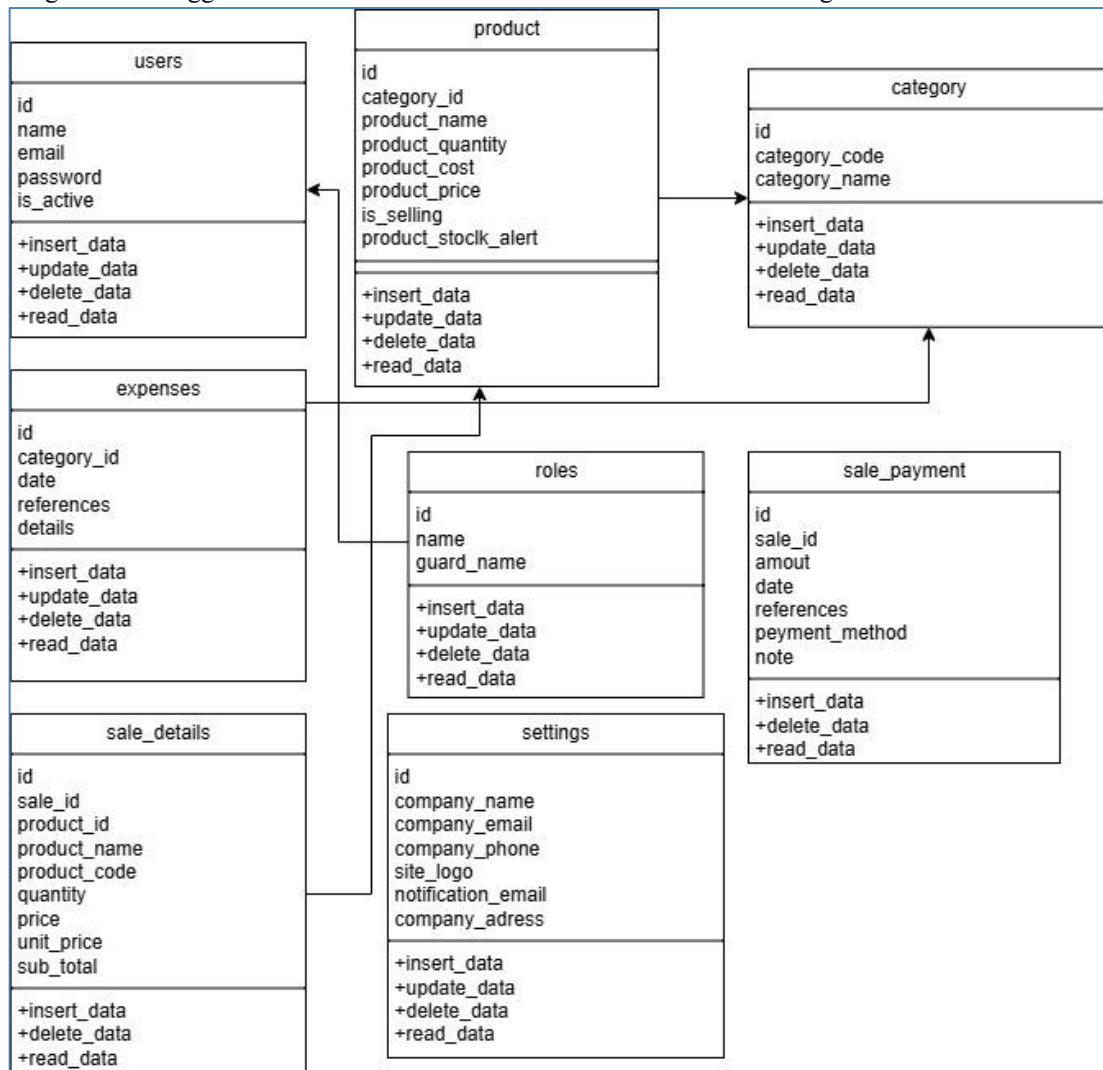 users
id
name
email
password
is_active
+insert_data
+update_data
+delete_data
+read_data
product
id
category_id
product_name
product_quantity
product_cost
product_price
is_selling
product_stoclk_alert
+insert_data
+update_data
+delete_data
+read_data
category
id
category_code
category_name
+insert_data
+update_data
+delete_data
+read_data
expenses
id
category_id
date
references
details
+insert_data
+update_data
+delete_data
+read_data
roles
id
name
guard_name
+insert_data
+update_data
+delete_data
+read_data
sale_payment
id
sale_id
amout
date
references
peyment_method
note
+insert_data
+delete_data
+read_data
sale_details
id
sale_id
product_id
product_name
product_code
quantity
price
unit_price
sub_total
+insert_data
+delete_data
+read_data
settings
id
company_name
company_email
company_phone
site_logo
notification_email
company_adress
+insert_data
+update_data
+delete_data
+read_data